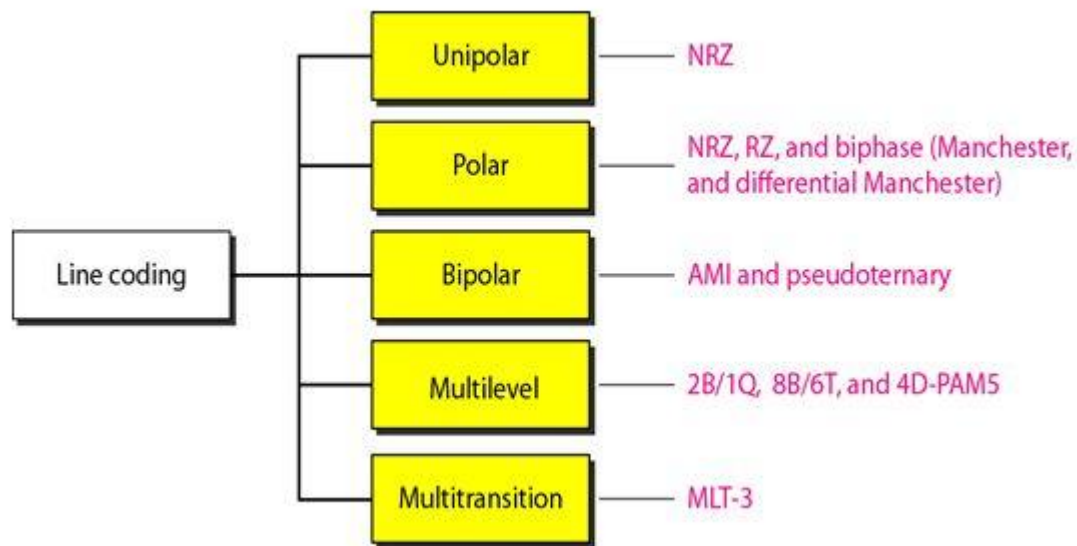 Unipolar
NRZ
Polar
NRZ, RZ, and biphase (Manchester,
and differential Manchester)
Line coding
Bipolar
AMI and pseudoternary
Multilevel
2B/1Q, 8B/6T, and 4D-PAM5
Multitransition
MLT-3